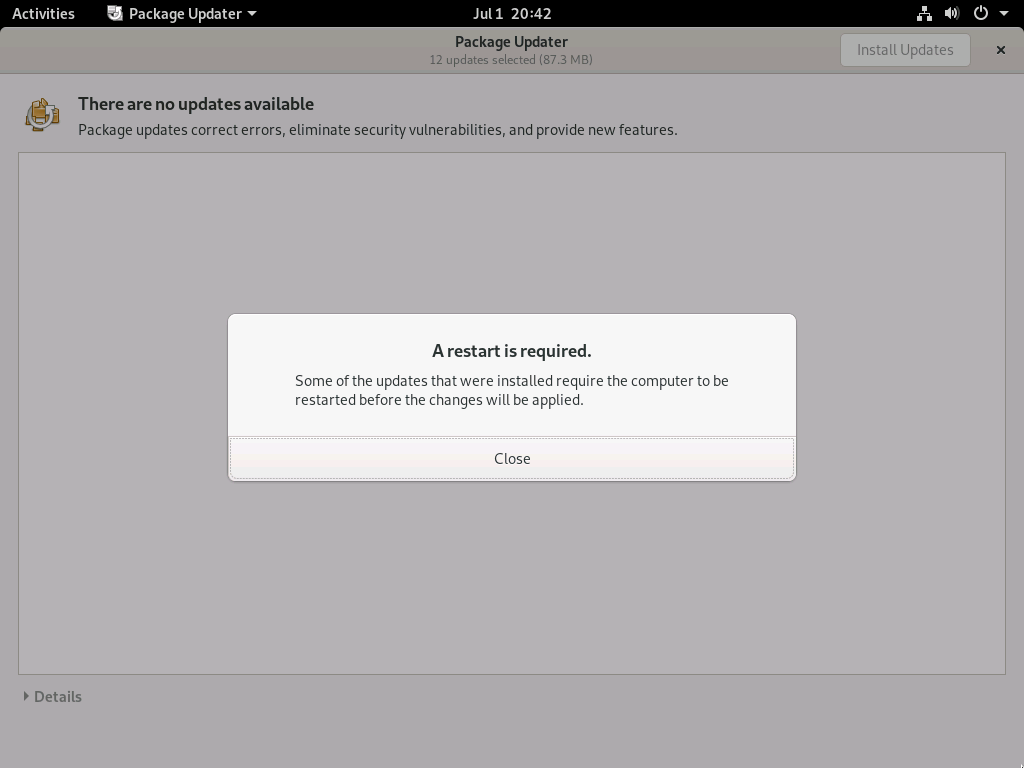 Activities Package Updater Jul 1 20:42
Package Updater
12 updates selected (87.3 MB)
Install Updates
There are no updates available
Package updates correct errors, eliminate security vulnerabilities, and provide new features.
A restart is required.
Some of the updates that were installed require the computer to be
restarted before the changes will be applied.
Close
Details